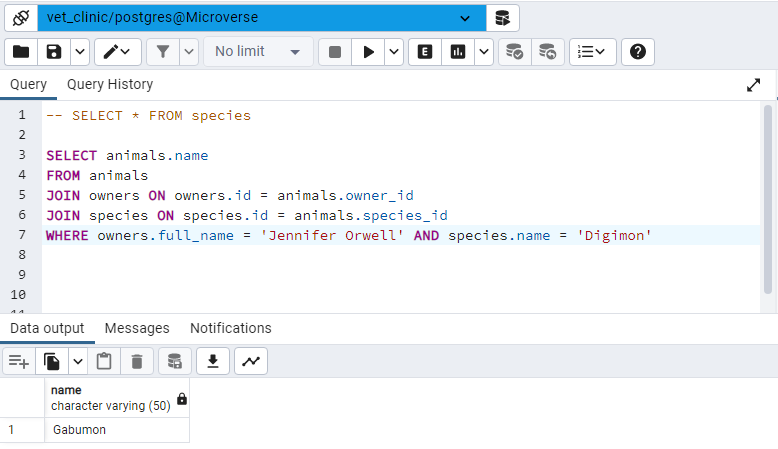 vet_clinic/postgres@Microverse
No limit
E
Query Query History
1 -- SELECT * FROM species
2
3 SELECT animals.name
4 FROM animals
5 JOIN owners ON owners.id = animals.owner_id
6 JOIN species ON species.id = animals.species_id
7 WHERE owners.full_name = 'Jennifer Orwell' AND species.name = 'Digimon'
8
9
10
11
Data output Messages Notifications
name
character varying (50)
1 Gabumon